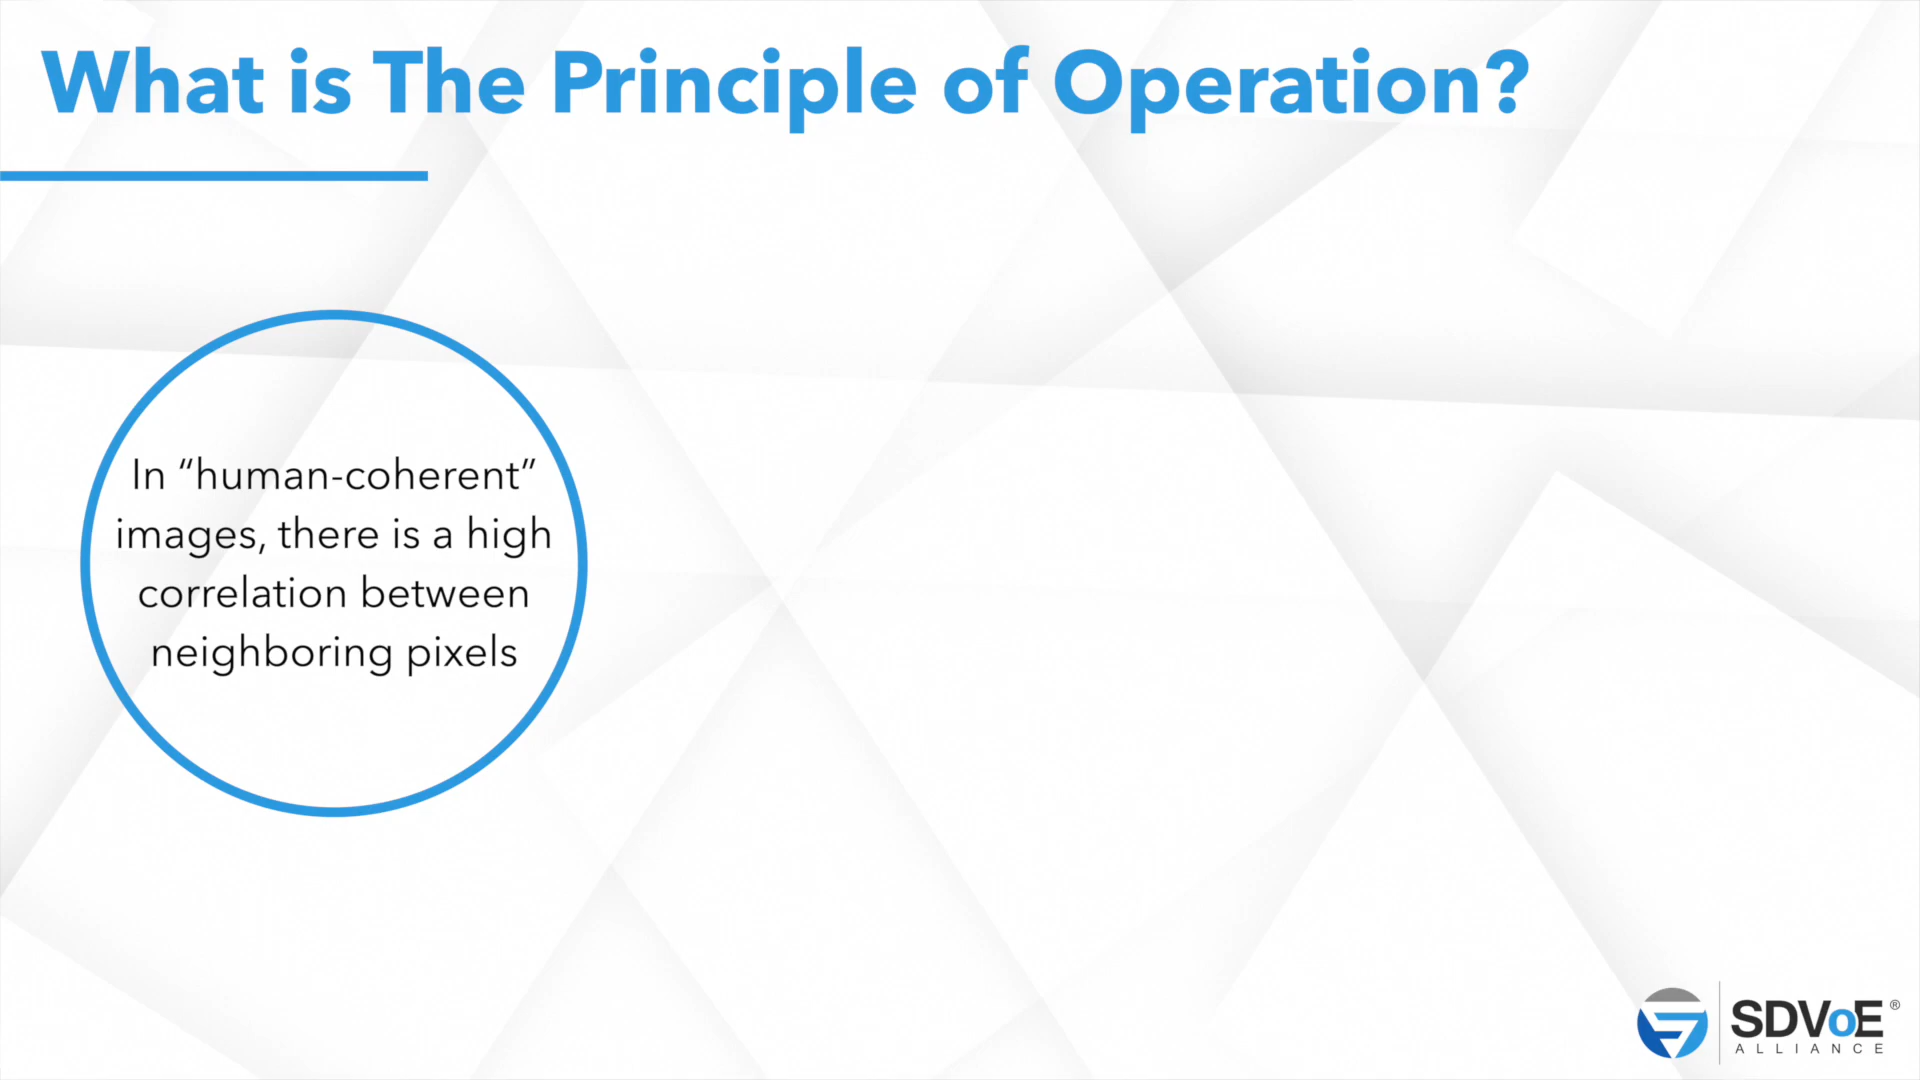 What is The Principle of Operation?
In “human-coherent”
images, there is a high
correlation between
neighboring pixels
SDVoE®
ALLIANCE